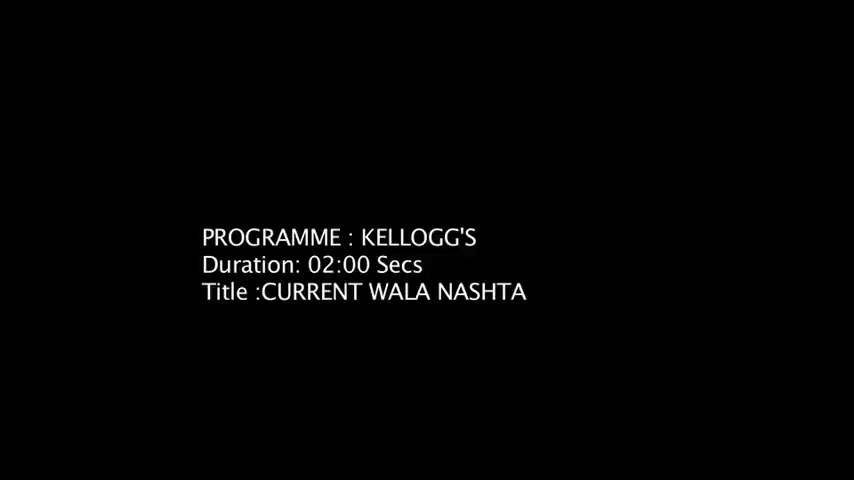 PROGRAMME : KELLOGG'S
Duration: 02:00 Secs
Title :CURRENT WALA NASHTA